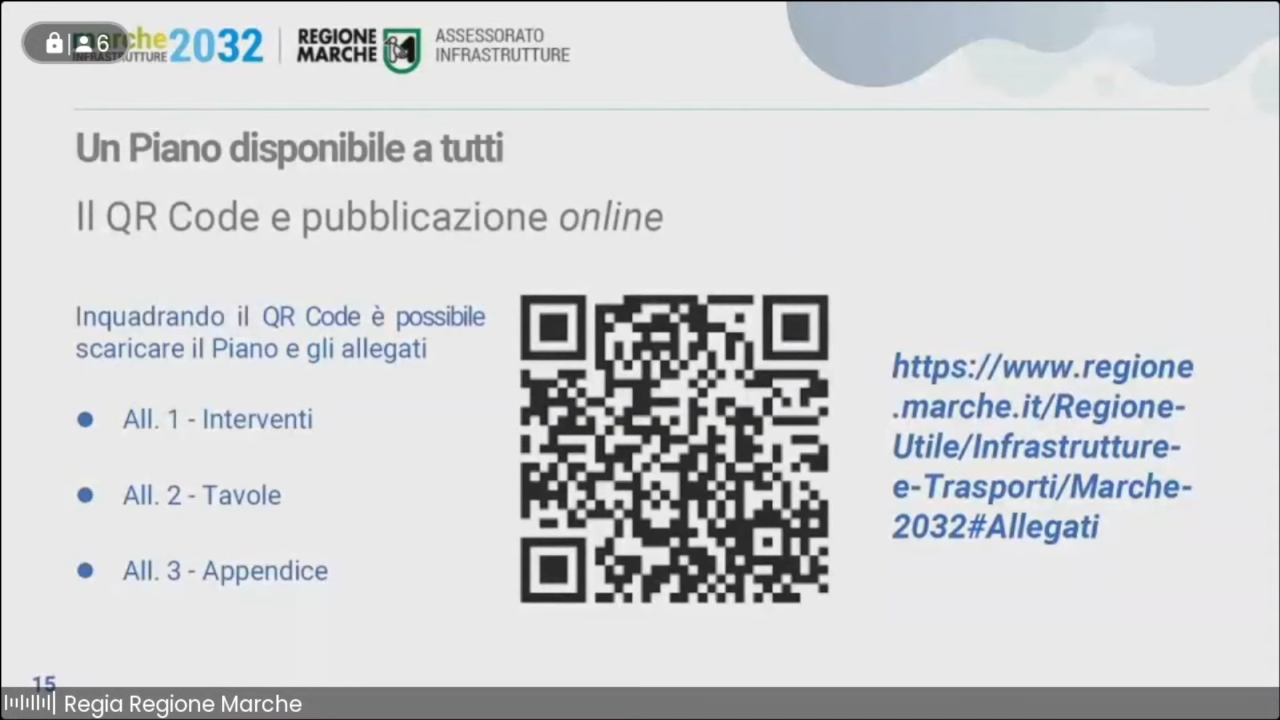 6
marche
INFRASTRUTTURE 2032
REGIONE
MARCHE
ASSESSORATO
INFRASTRUTTURE
Un Piano disponibile a tutti
Il QR Code e pubblicazione online
Inquadrando il QR Code è possibile
scaricare il Piano e gli allegati
All. 1 - Interventi
All. 2 - Tavole
All. 3 - Appendice
https://www.regione
.marche.it/Regione-
Utile/Infrastrutture-
e-Trasporti/Marche-
2032#Allegati
15
Regia Regione Marche